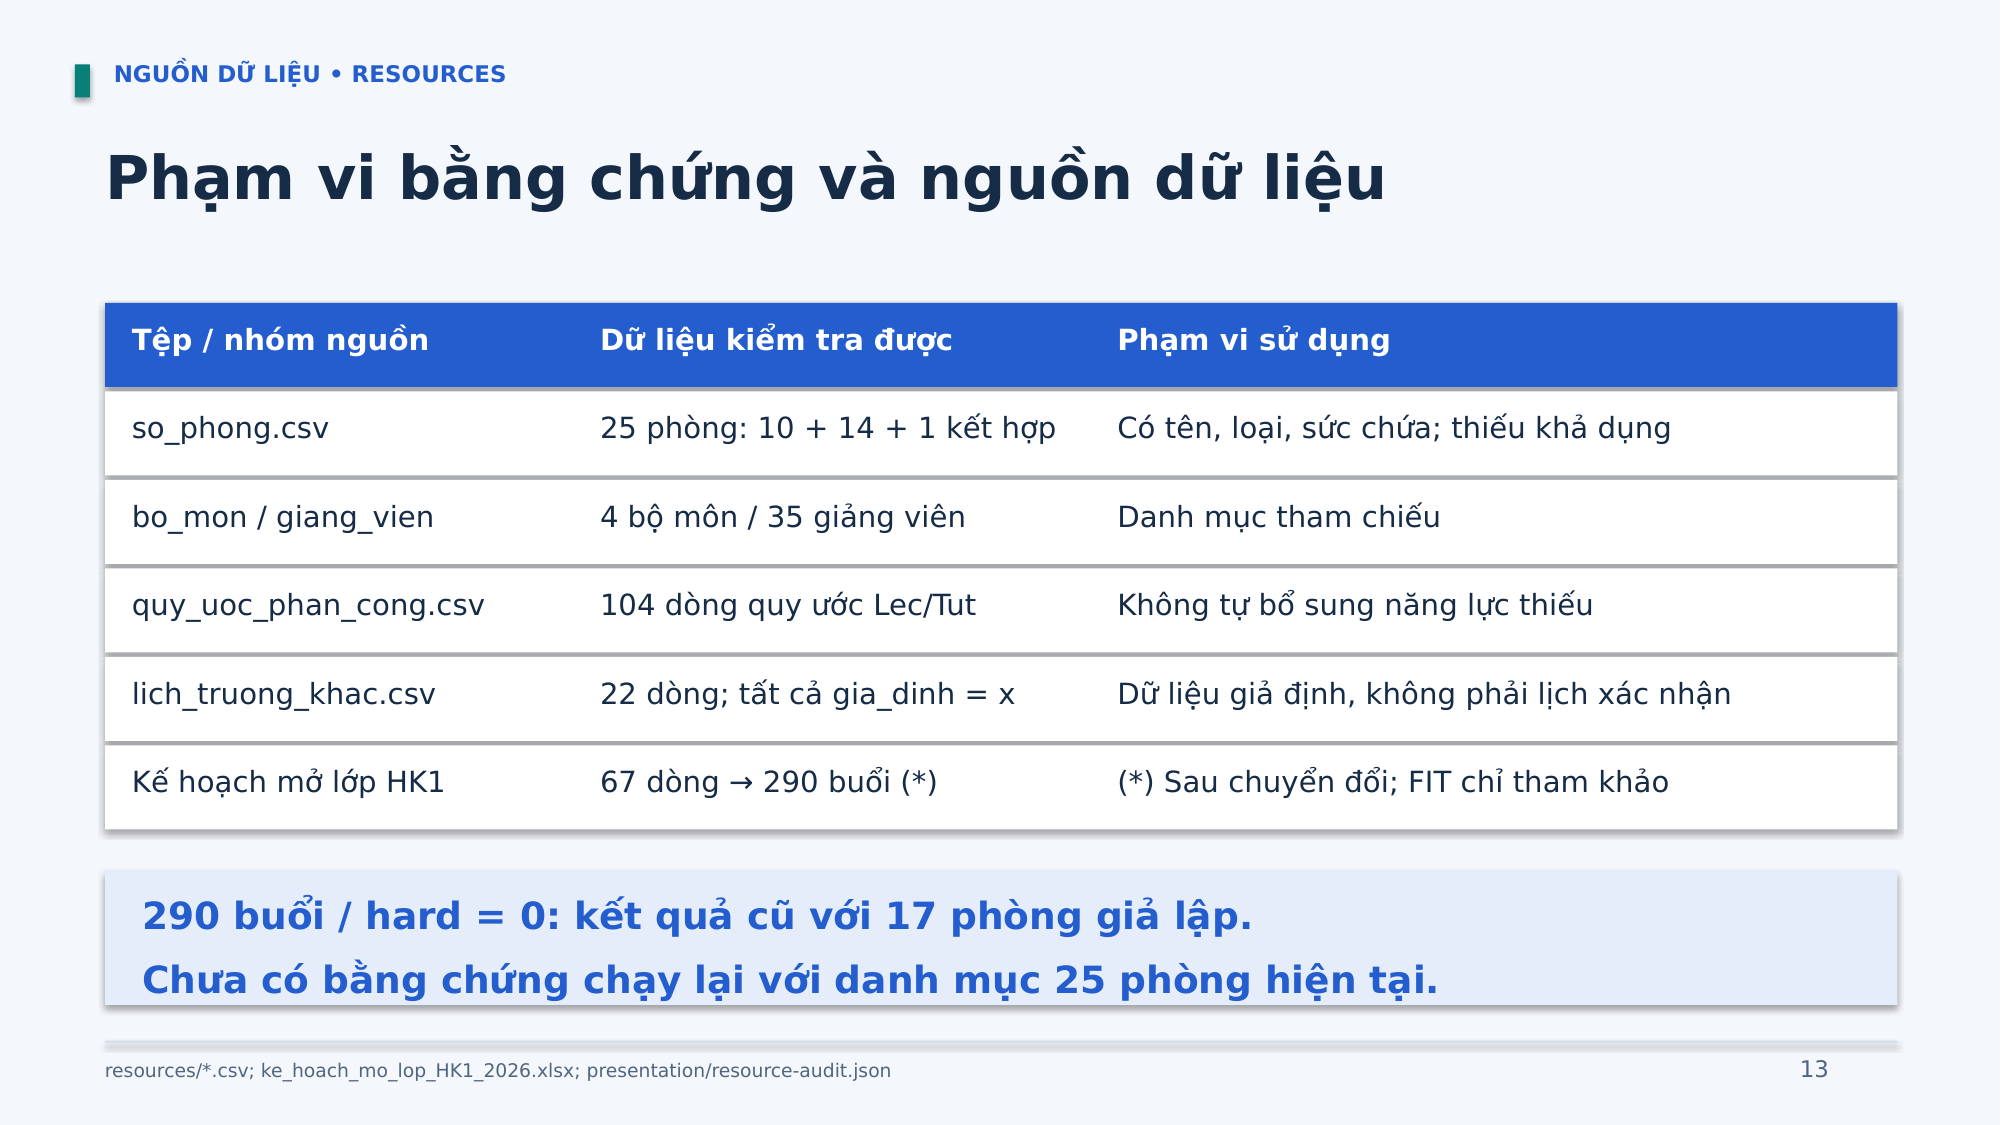 NGUỒN DỮ LIỆU • RESOURCES
Phạm vi bằng chứng và nguồn dữ liệu
Tệp / nhóm nguồn Dữ liệu kiểm tra được Phạm vi sử dụng
so_phong.csv 25 phòng: 10 + 14 + 1 kết hợp Có tên, loại, sức chứa; thiếu khả dụng
bo_mon / giang_vien 4 bộ môn / 35 giảng viên Danh mục tham chiếu
quy_uoc_phan_cong.csv 104 dòng quy ước Lec/Tut Không tự bổ sung năng lực thiếu
lich_truong_khac.csv 22 dòng; tất cả gia_dinh = x Dữ liệu giả định, không phải lịch xác nhận
Kế hoạch mở lớp HK1 67 dòng → 290 buổi (*) (*) Sau chuyển đổi; FIT chỉ tham khảo
290 buổi / hard = 0: kết quả cũ với 17 phòng giả lập.
Chưa có bằng chứng chạy lại với danh mục 25 phòng hiện tại.
resources/*.csv; ke_hoach_mo_lop_HK1_2026.xlsx; presentation/resource-audit.json 13